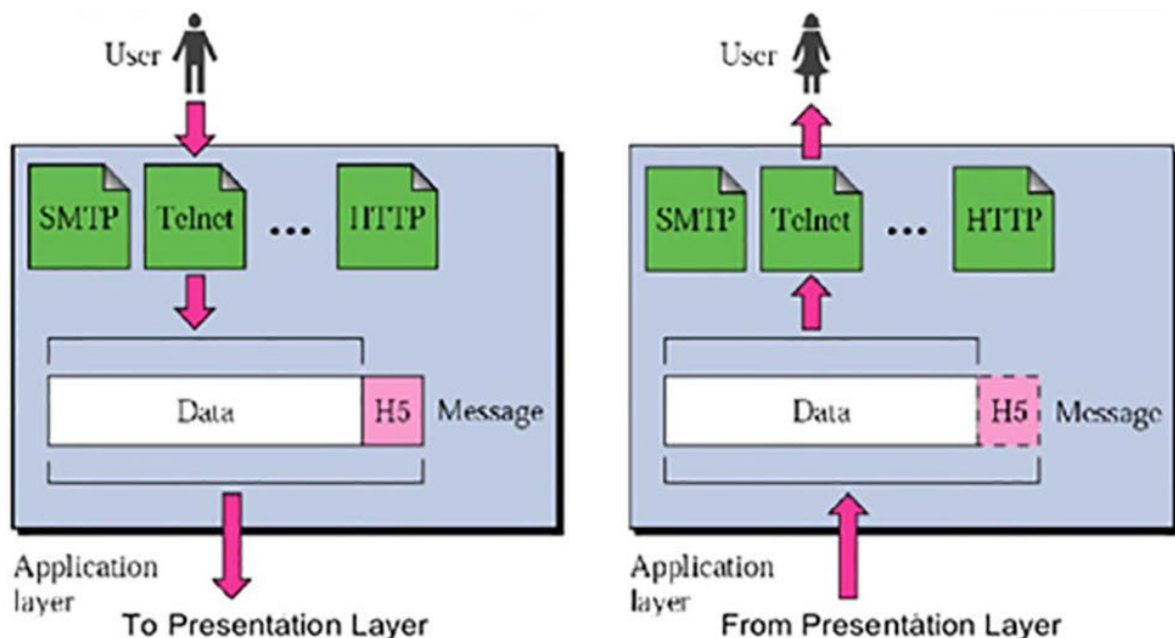 User
SMTP Telnet ... HTTP
Data H5 Message
Application
layer
To Presentation Layer
User
SMTP Telnet ... HTTP
Data H5 Message
Application
layer
From Presentation Layer